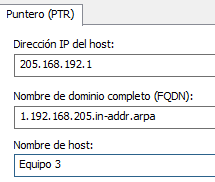 Puntero (PTR)
Dirección IP del host:
205.168.192.1
Nombre de dominio completo (FQDN):
1.192.168.205.in-addr.arpa
Nombre de host:
Equipo 3